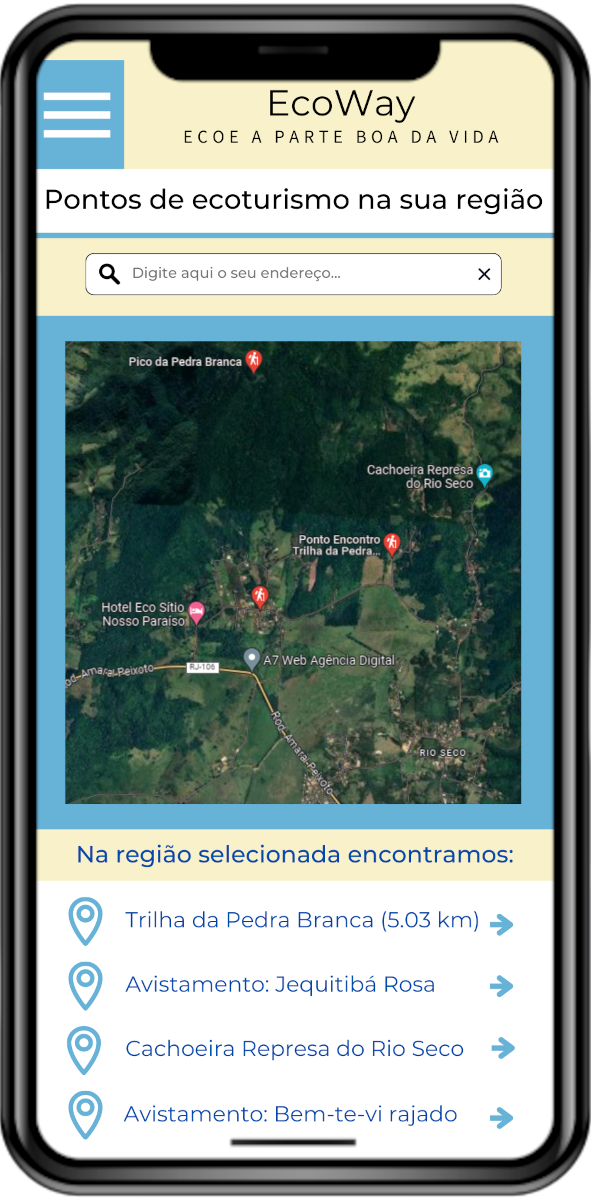 EcoWay
ECOE A PARTE BOA DA VIDA
Pontos de ecoturismo na sua região
Digite aqui o seu endereço...
Pico da Pedra Branca
Cachoeira Represa
do Rio Seco
Ponto Encontro
Trilha da Pedra...
Hotel Eco Sítio
Nosso Paraíso
A7 Web Agência Digital
od. Amaral Peixoto
RJ-106
Rod. Amaral Peixoto
RIO SECO
Na região selecionada encontramos:
Trilha da Pedra Branca (5.03 km)
Avistamento: Jequitibá Rosa
Cachoeira Represa do Rio Seco
Avistamento: Bem-te-vi rajado